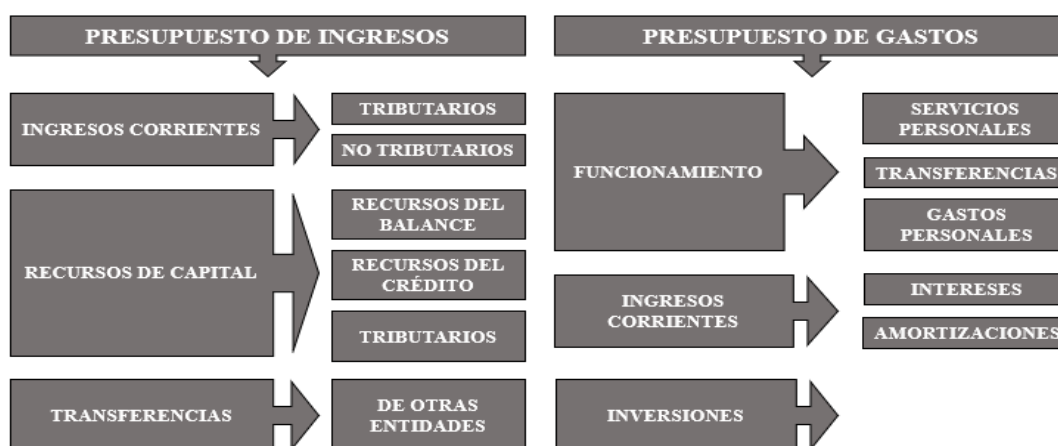 PRESUPUESTO DE INGRESOS
INGRESOS CORRIENTES
TRIBUTARIOS
NO TRIBUTARIOS
RECURSOS DE CAPITAL
RECURSOS DEL
BALANCE
RECURSOS DEL
CRÉDITO
TRIBUTARIOS
TRANSFERENCIAS
DE OTRAS
ENTIDADES
PRESUPUESTO DE GASTOS
FUNCIONAMIENTO
SERVICIOS
PERSONALES
TRANSFERENCIAS
GASTOS
PERSONALES
INGRESOS
CORRIENTES
INTERESES
AMORTIZACIONES
INVERSIONES